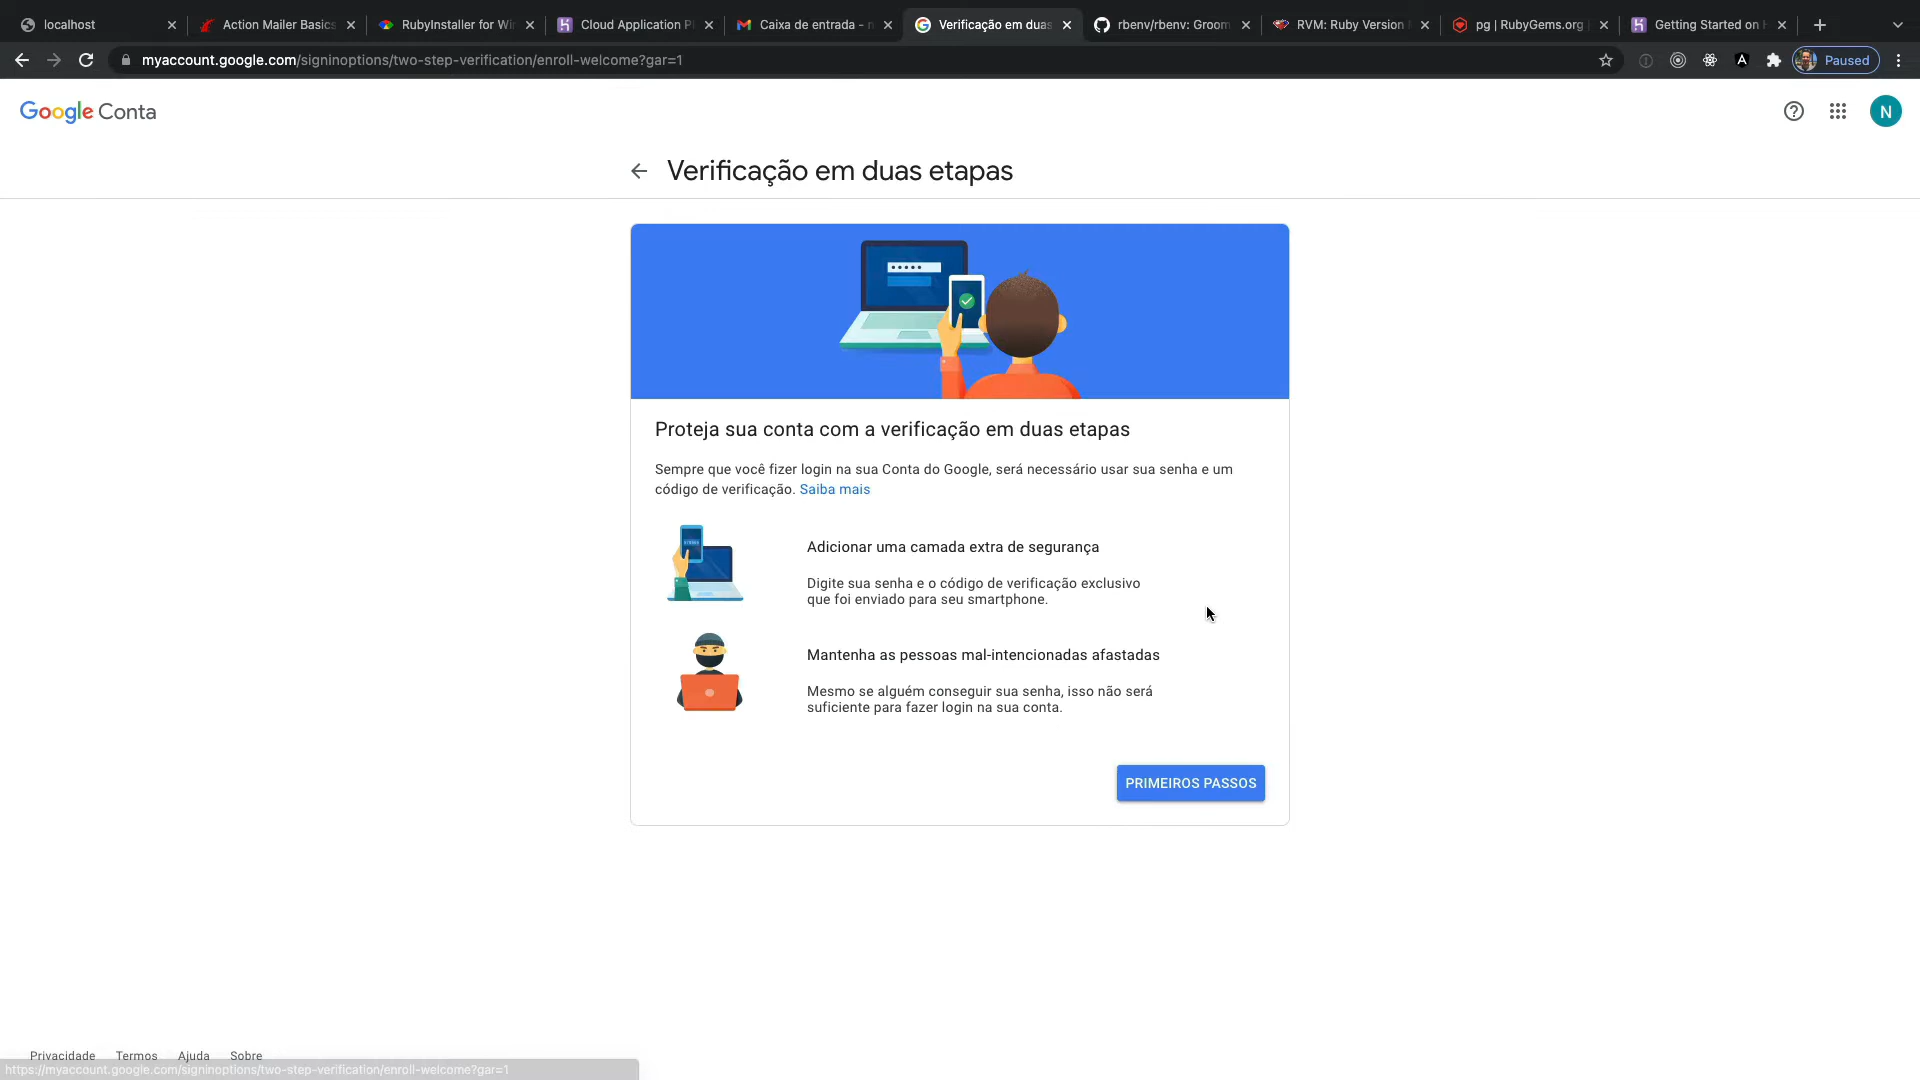 localhost
Action Mailer Basics
RubyInstaller for Wi
Cloud Application P
Caixa de entrada -
Verificação em duas
rbenv/rbenv: Groom
RVM: Ruby Version
pg | RubyGems.org
Getting Started on
myaccount.google.com/signinoptions/two-step-verification/enroll-welcome?gar=1
Paused
Google Conta
N
Verificação em duas etapas
Proteja sua conta com a verificação em duas etapas
Sempre que você fizer login na sua Conta do Google, será necessário usar sua senha e um
código de verificação. Saiba mais
Adicionar uma camada extra de segurança
Digite sua senha e o código de verificação exclusivo
que foi enviado para seu smartphone.
Mantenha as pessoas mal-intencionadas afastadas
Mesmo se alguém conseguir sua senha, isso não será
suficiente para fazer login na sua conta.
PRIMEIROS PASSOS
Privacidade Termos Ajuda Sobre
https://myaccount.google.com/signinoptions/two-step-verification/enroll-welcome?gar=1